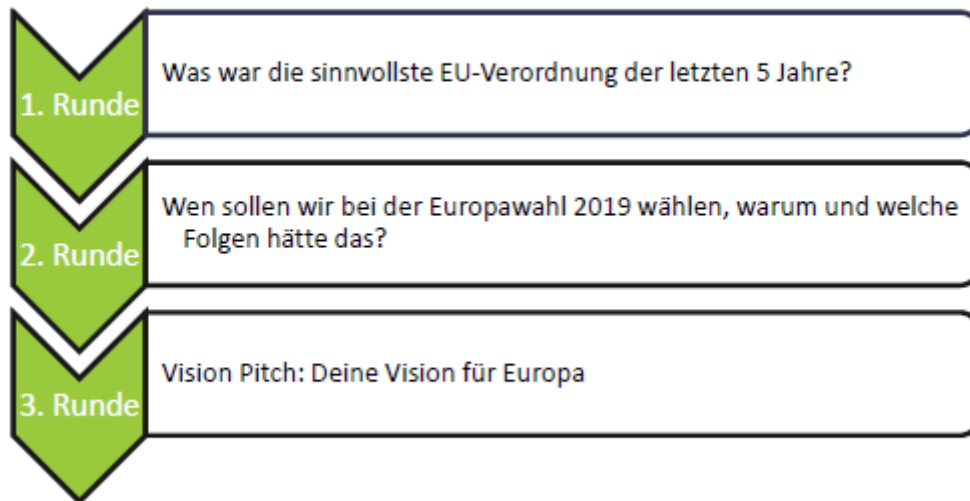 1. Runde
Was war die sinnvollste EU-Verordnung der letzten 5 Jahre?
2. Runde
Wen sollen wir bei der Europawahl 2019 wählen, warum und welche
Folgen hätte das?
3. Runde
Vision Pitch: Deine Vision für Europa